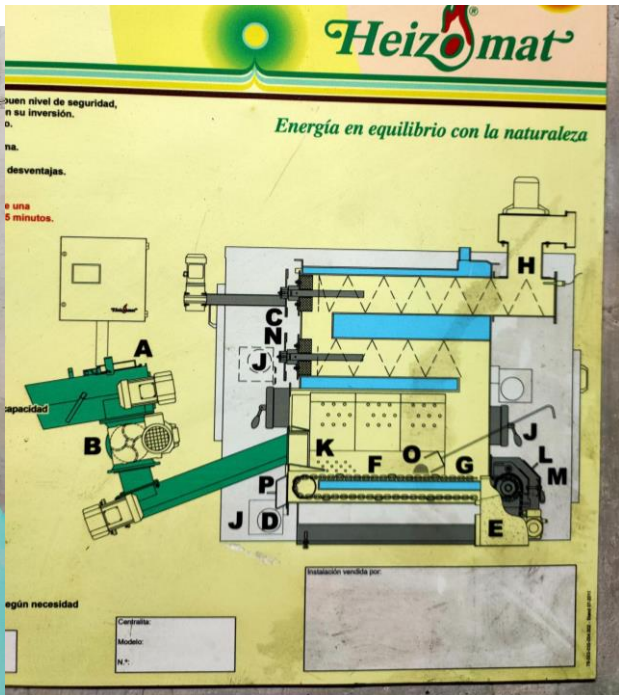 Heizomat®
buen nivel de seguridad,
n su inversión.
o.
ma.
desventajas.
e una
5 minutos.
Energía en equilibrio con la naturaleza
H
C
N
A
J
capacidad
B
K
F
O
G
J
L
M
P
J
D
E
Instalación vendida por:
egún necesidad
Centralita:
Modelo:
N.º: